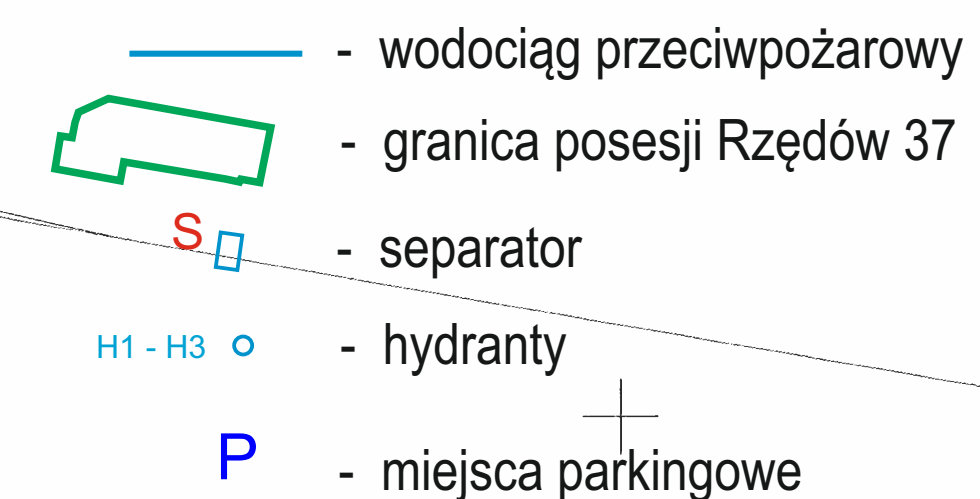 - wodociąg przeciwpożarowy
- granica posesji Rzędów 37
S - separator
H1 - H3 - hydranty
P - miejsca parkingowe